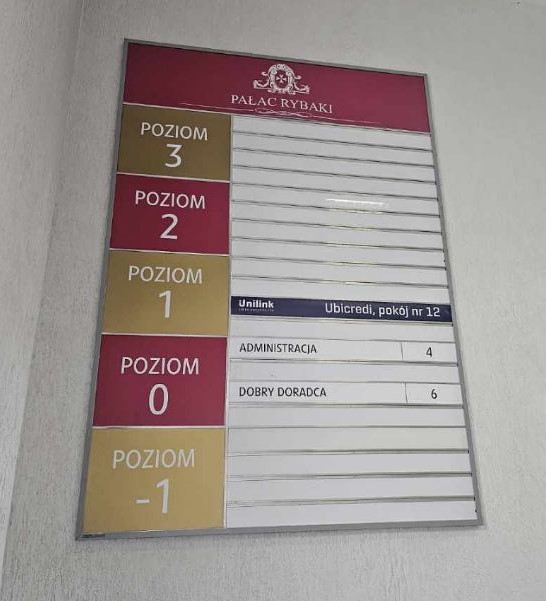 PAŁAC RYBAKI
POZIOM
3
POZIOM
2
POZIOM
1
Unilink
Ubicredi, pokój nr 12
POZIOM
0
ADMINISTRACJA 4
DOBRY DORADCA 6
POZIOM
-1